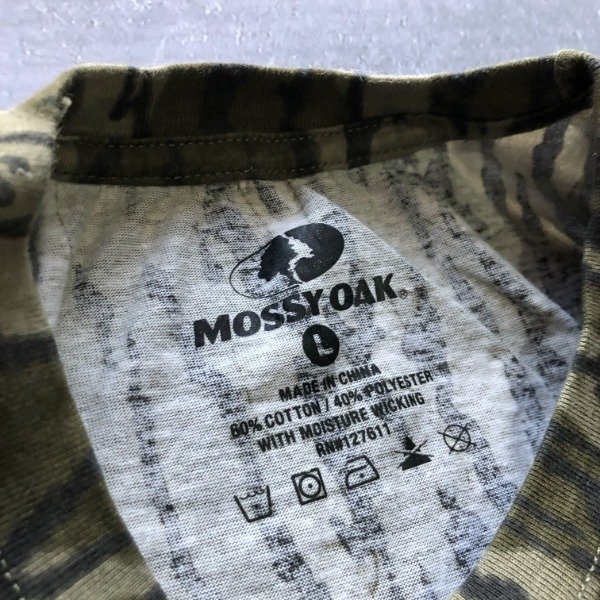 MOSSY OAK®
L
MADE IN CHINA
60% COTTON / 40% POLYESTER
WITH MOISTURE WICKING
RN#127611